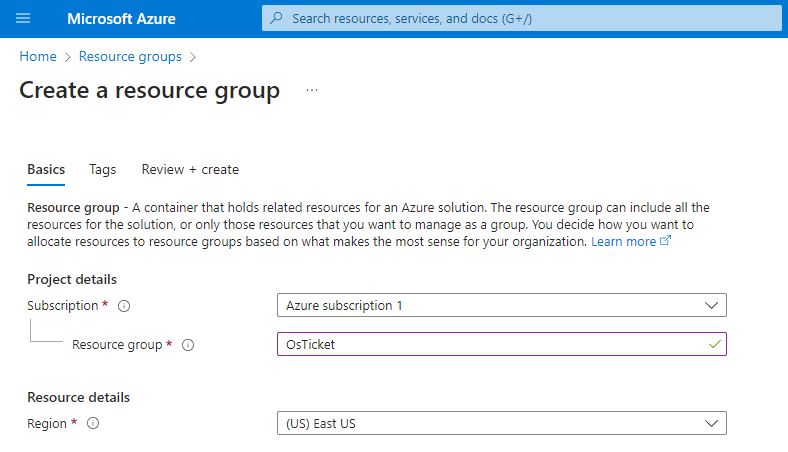 Microsoft Azure
Search resources, services, and docs (G+/)
Home > Resource groups >
Create a resource group ...
Basics Tags Review + create
Resource group - A container that holds related resources for an Azure solution. The resource group can include all the
resources for the solution, or only those resources that you want to manage as a group. You decide how you want to
allocate resources to resource groups based on what makes the most sense for your organization. Learn more
Project details
Subscription *
Azure subscription 1
Resource group *
OsTicket
Resource details
Region *
(US) East US